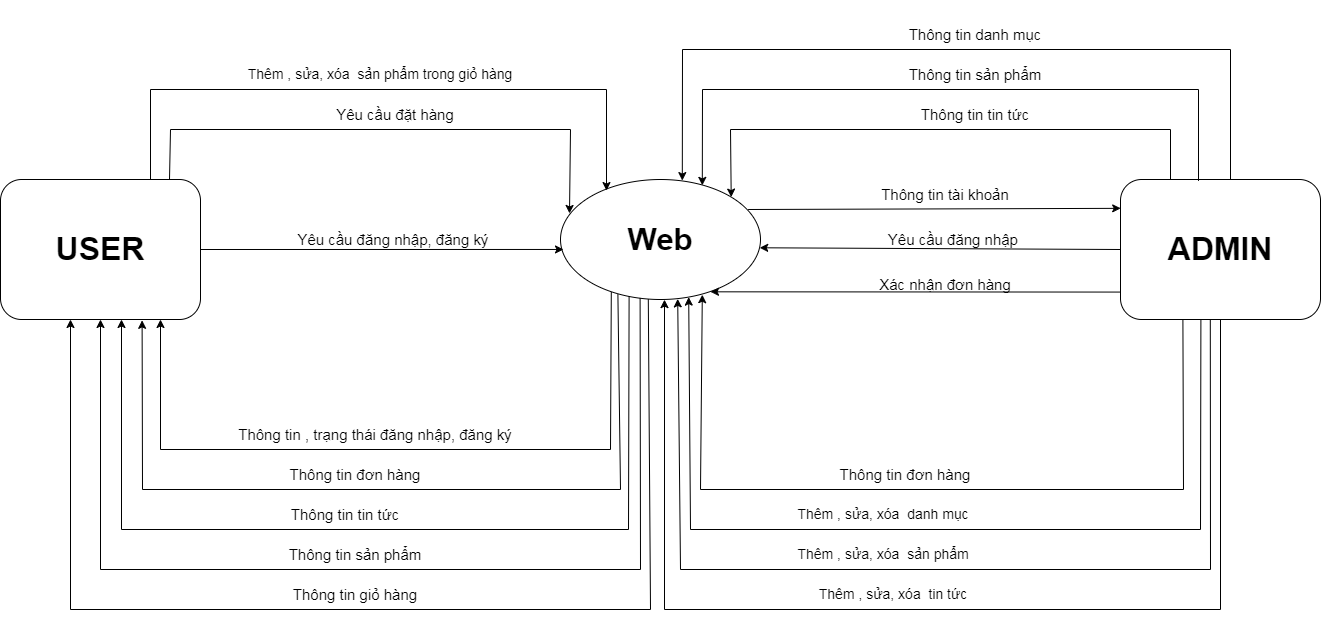 Thông tin danh mục
Thêm , sửa, xóa  sản phẩm trong giỏ hàng
Thông tin sản phẩm
Yêu cầu đặt hàng
Thông tin tin tức
Thông tin tài khoản
USER
Yêu cầu đăng nhập, đăng ký
Web
Yêu cầu đăng nhập
ADMIN
Xác nhận đơn hàng
Thông tin , trạng thái đăng nhập, đăng ký
Thông tin đơn hàng
Thông tin tin tức
Thông tin sản phẩm
Thông tin giỏ hàng
Thông tin đơn hàng
Thêm , sửa, xóa  danh mục
Thêm , sửa, xóa  sản phẩm
Thêm , sửa, xóa  tin tức